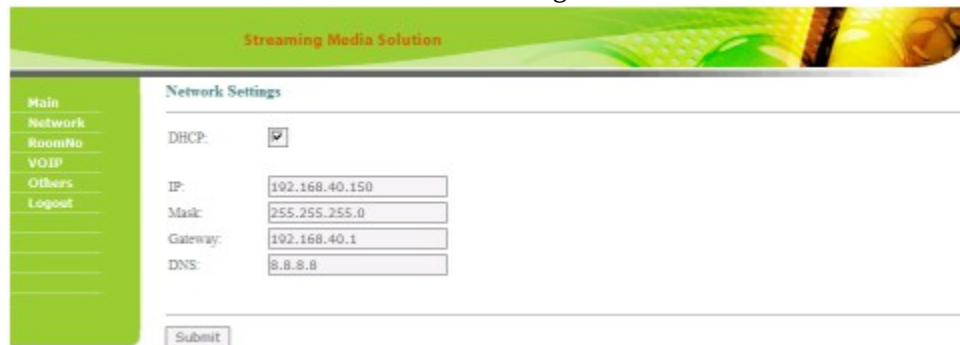 Streaming Media Solution
Main
Network
RoomNo
VOIP
Others
Logout
Network Settings
DHCP:
IP: 192.168.40.150
Mask: 255.255.255.0
Gateway: 192.168.40.1
DNS: 8.8.8.8
Submit